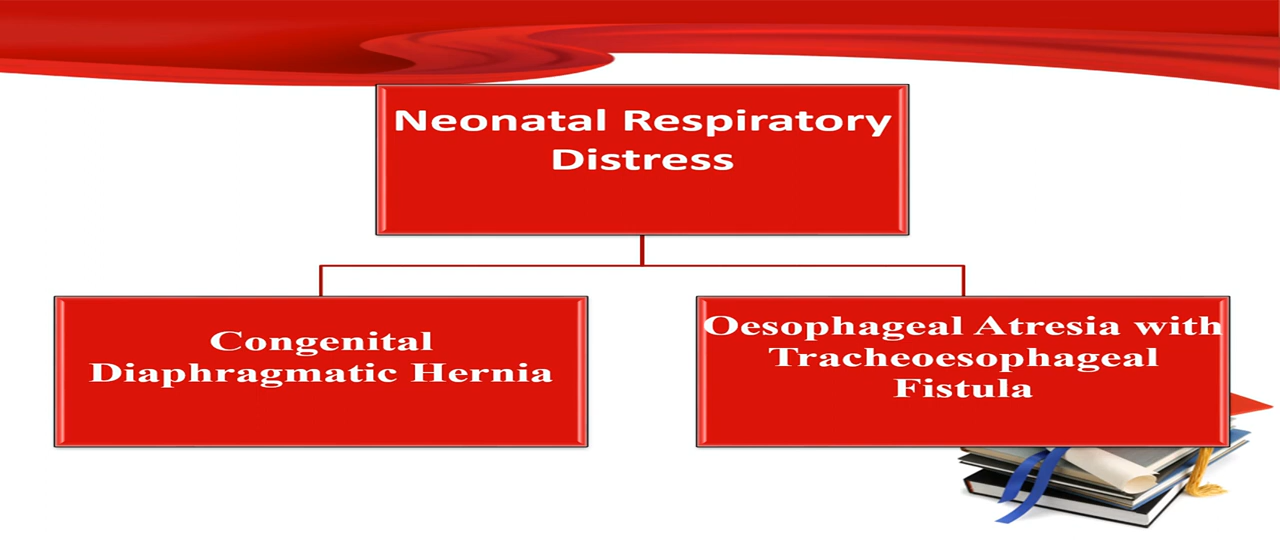 Neonatal Respiratory
Distress
Congenital
Diaphragmatic Hernia
Oesophageal Atresia with
Tracheoesophageal
Fistula